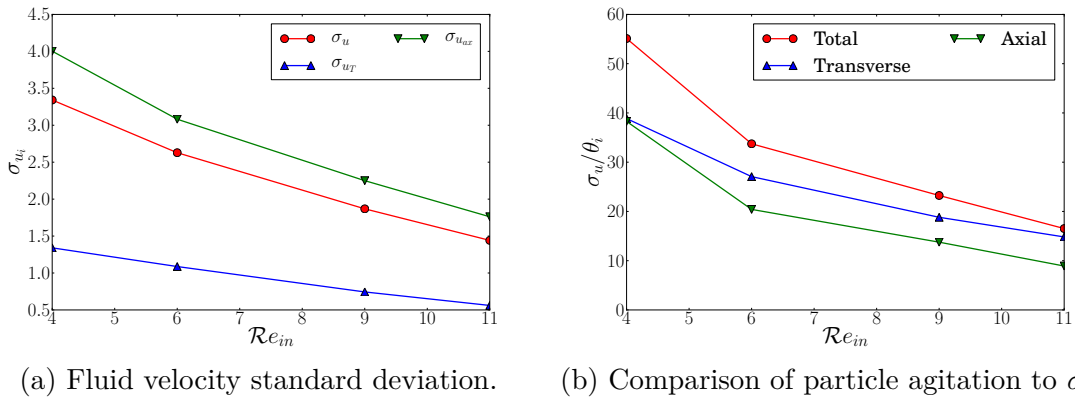 4.5
4.0
3.5
3.0
2.5
2.0
1.5
1.0
0.5
σ_{u_i}
σ_u
σ_{u_{ax}}
σ_{u_T}
4 5 6 7 8 9 10 11
Re_{in}
(a) Fluid velocity standard deviation.
60
50
40
30
20
10
0
σ_u/θ_i
Total
Axial
Transverse
4 5 6 7 8 9 10 11
Re_{in}
(b) Comparison of particle agitation to